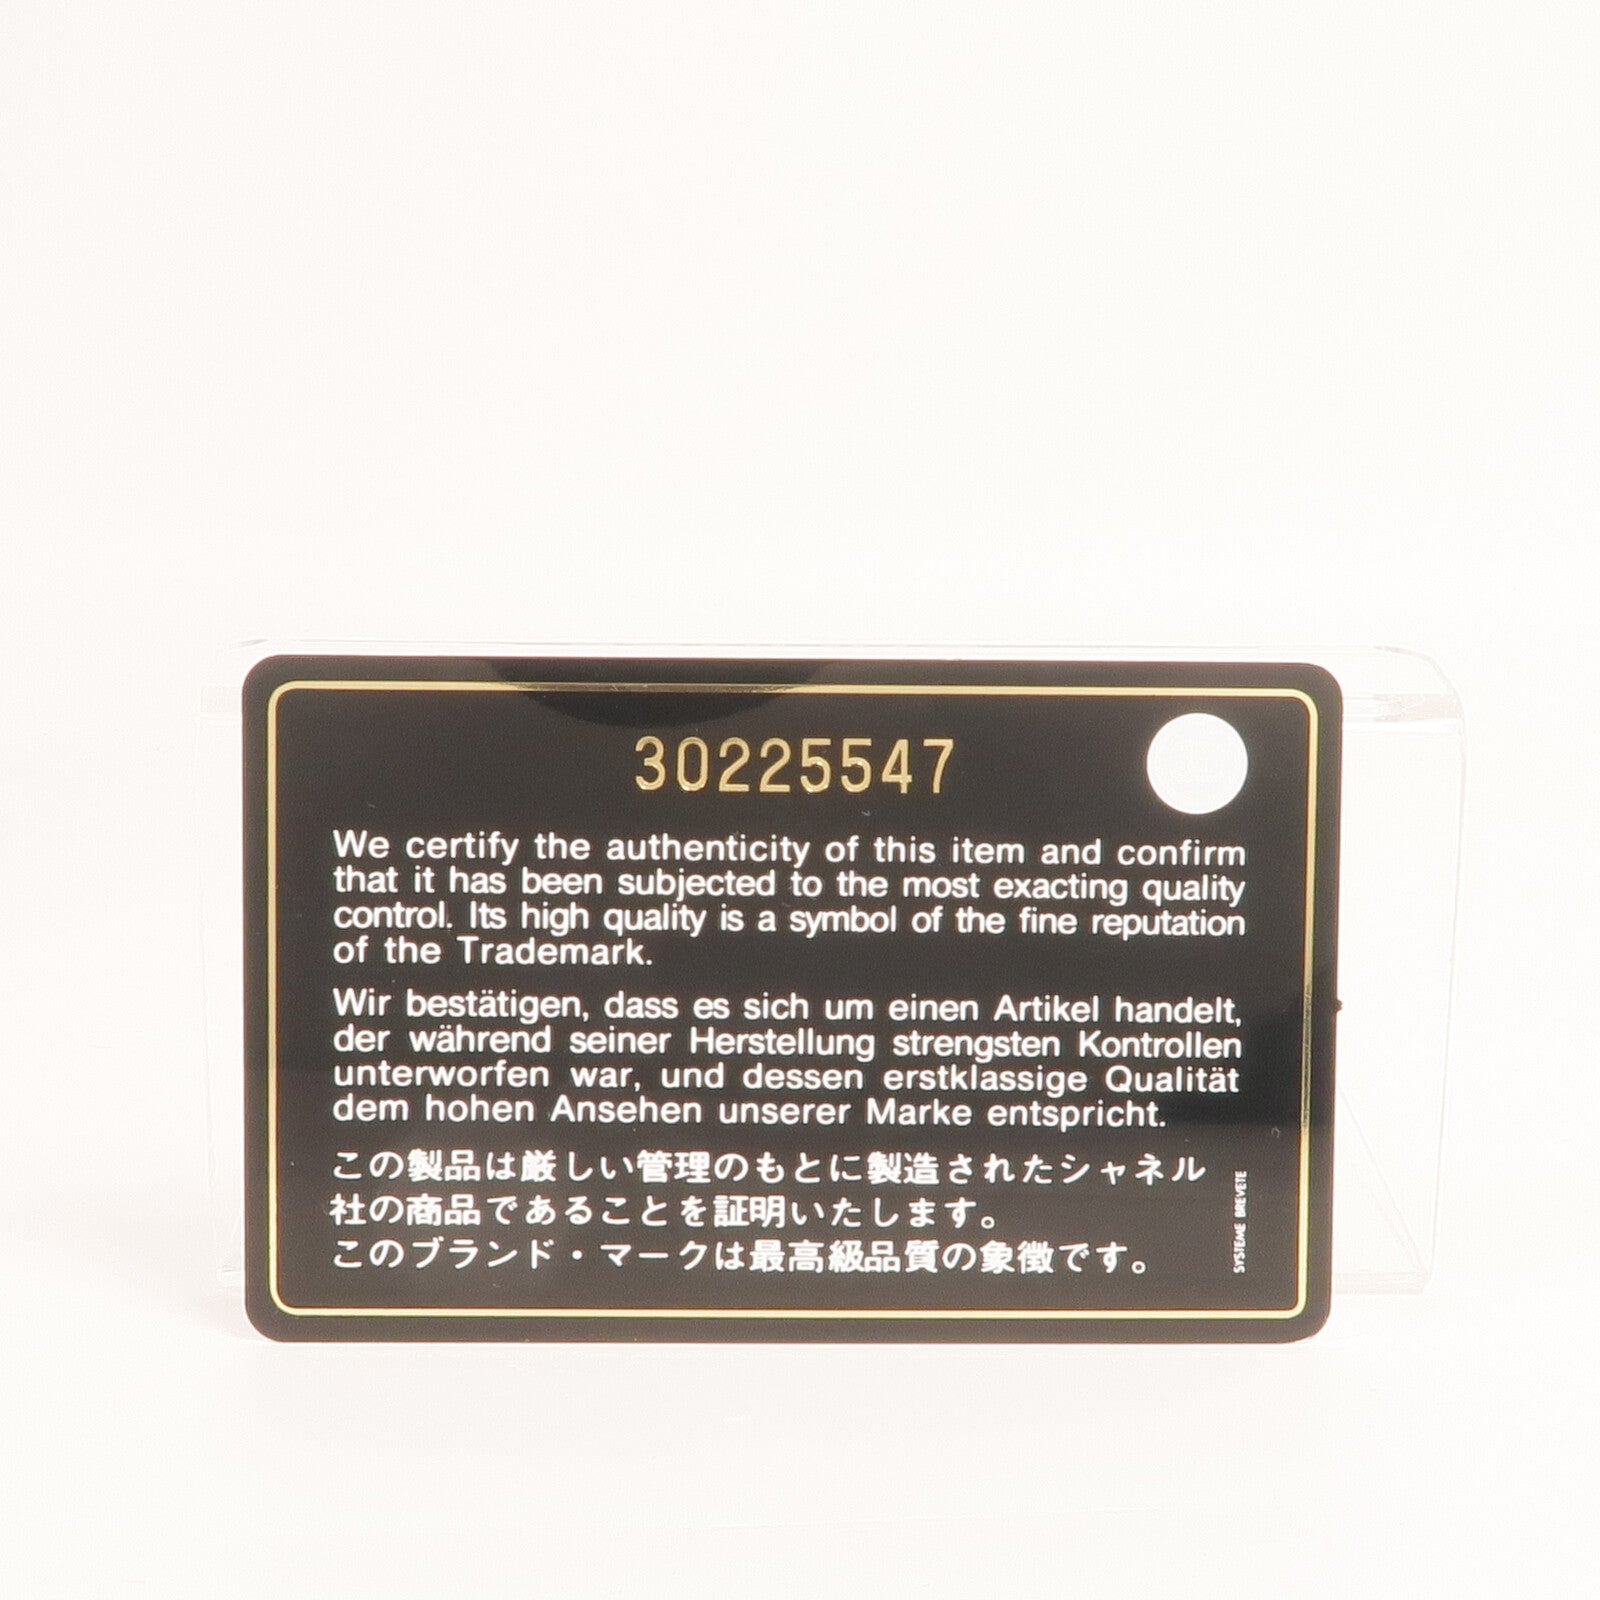 30225547
We certify the authenticity of this item and confirm
that it has been subjected to the most exacting quality
control. Its high quality is a symbol of the fine reputation
of the Trademark.
Wir bestätigen, dass es sich um einen Artikel handelt,
der während seiner Herstellung strengsten Kontrollen
unterworfen war, und dessen erstklassige Qualität
dem hohen Ansehen unserer Marke entspricht.
この製品は厳しい管理のもとに製造されたシャネル
社の商品であることを証明いたします。
このブランド・マークは最高級品質の象徴です。
SYSTEME BREVETE